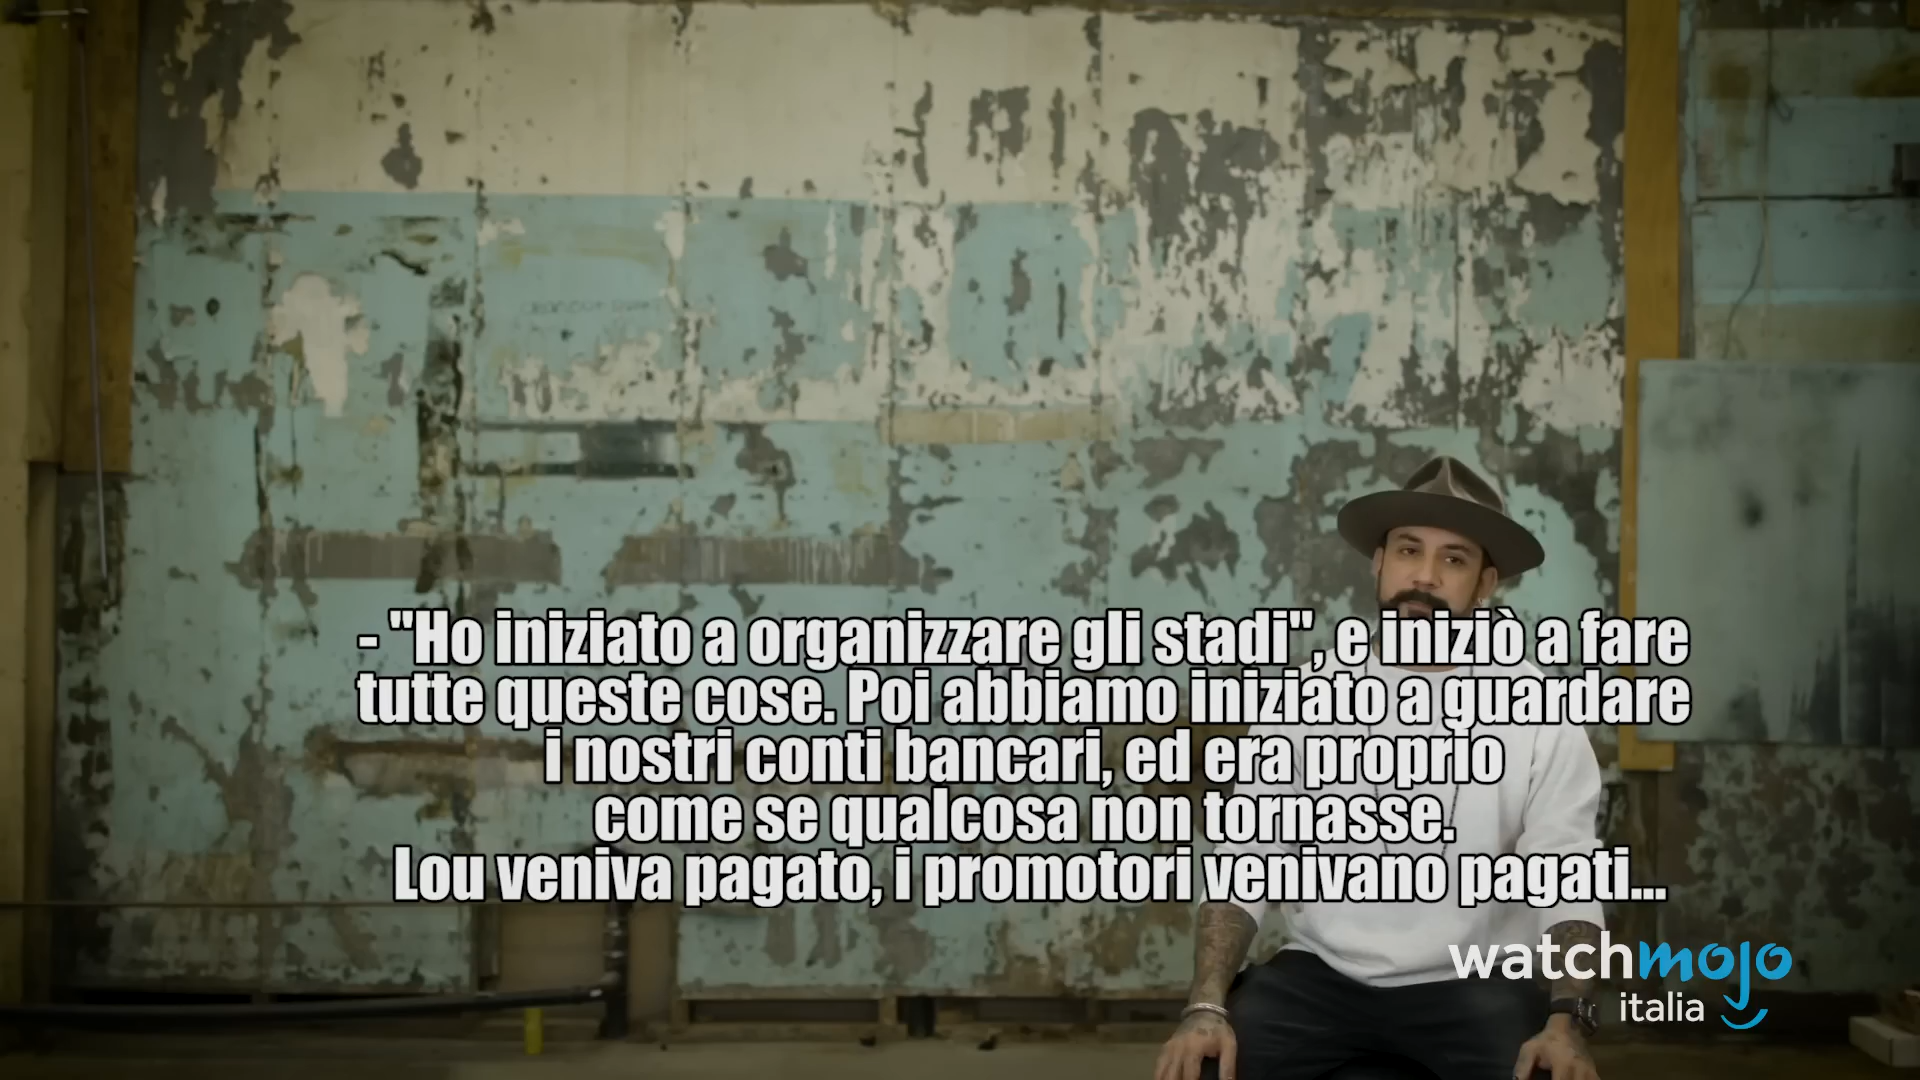 - "Ho iniziato a organizzare gli stadi", e iniziò a fare
tutte queste cose. Poi abbiamo iniziato a guardare
i nostri conti bancari, ed era proprio
come se qualcosa non tornasse.
Lou veniva pagato, i promotori venivano pagati...
watchmojo
italia